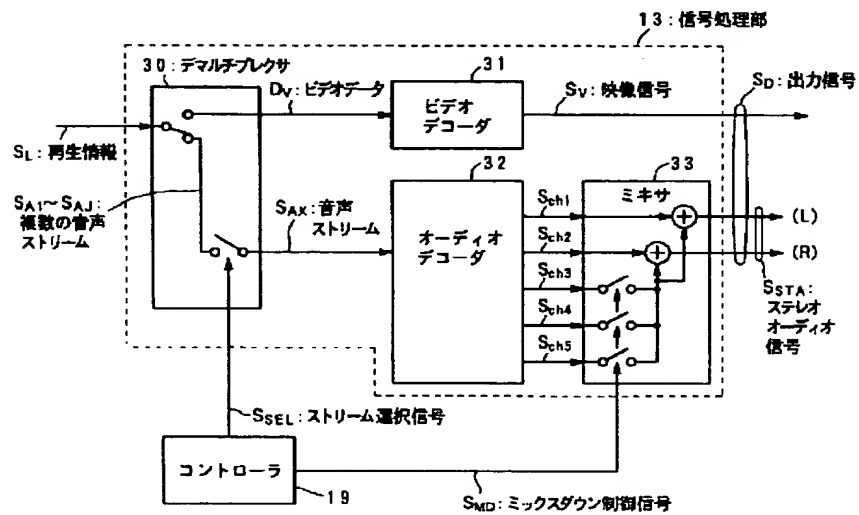 13：信号処理部
30：デマルチプレクサ
31
DV：ビデオデータ
SV：映像信号
SD：出力信号
ビデオ
デコーダ
SL：再生情報
32
33
SA1〜SAJ：
複数の音声
ストリーム
SAX：音声
ストリーム
オーディオ
デコーダ
Sch1
Sch2
Sch3
Sch4
Sch5
ミキサ
(L)
(R)
SSTA：
ステレオ
オーディオ
信号
SSEL：ストリーム選択信号
コントローラ
19
SMD：ミックスダウン制御信号